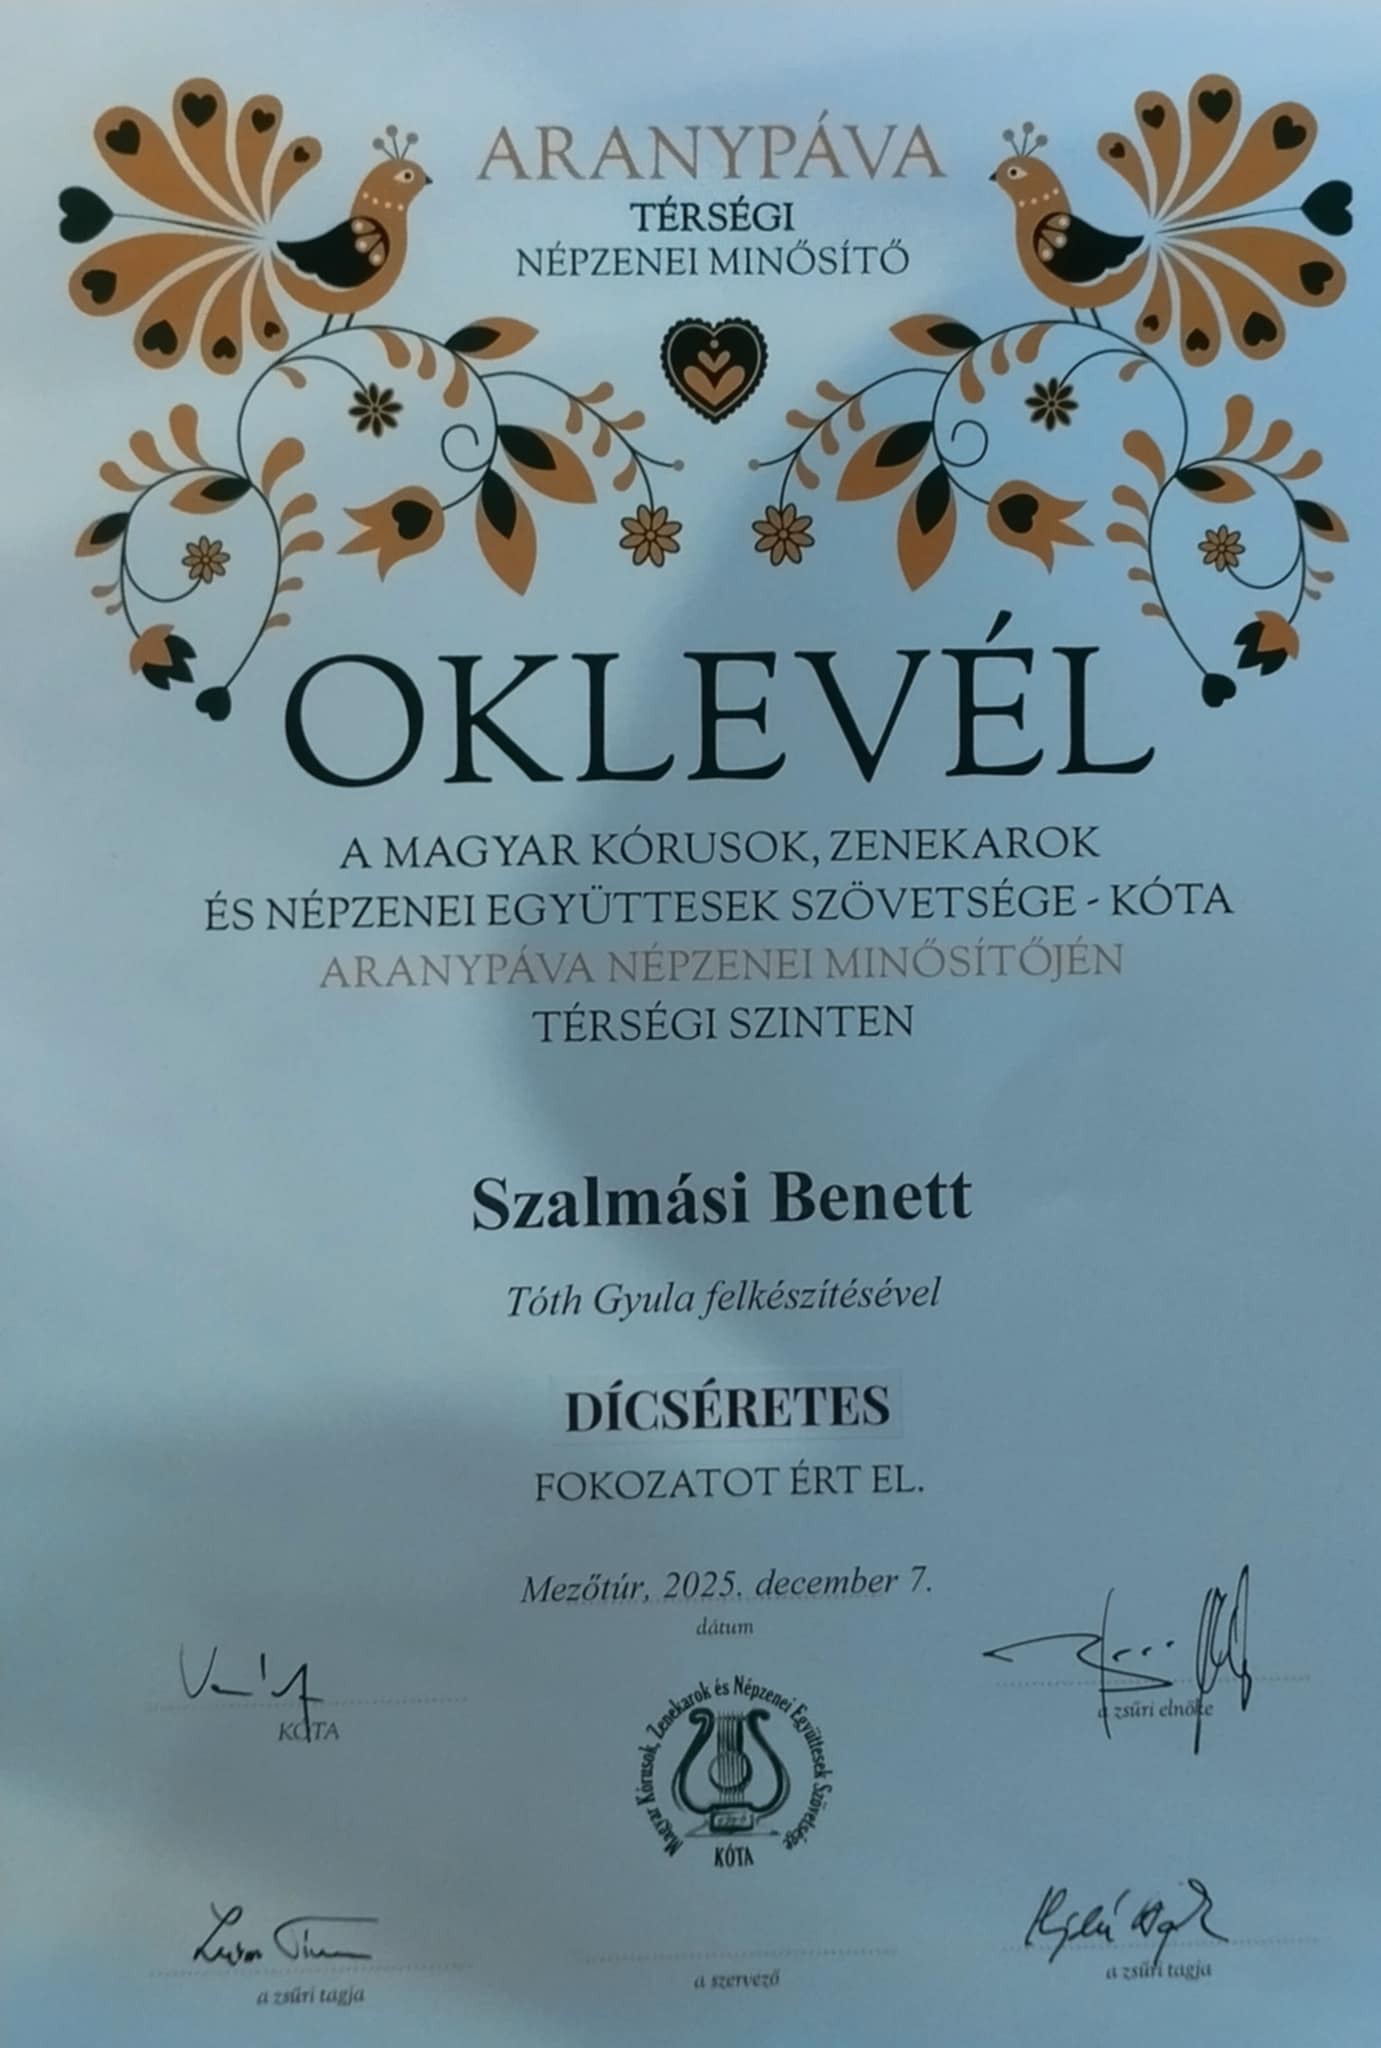 ARANYPÁVA
TÉRSÉGI
NÉPZENEI MINŐSÍTŐ
OKLEVÉL
A MAGYAR KÓRUSOK, ZENEKAROK
ÉS NÉPZENEI EGYÜTTESEK SZÖVETSÉGE - KÓTA
ARANYPÁVA NÉPZENEI MINŐSÍTŐJÉN
TÉRSÉGI SZINTEN
Szalmási Benett
Tóth Gyula felkészítésével
DÍCSÉRETES
FOKOZATOT ÉRT EL.
Mezőtúr, 2025. december 7.
dátum
KÓTA
a zsűri elnöke
Magyar Kórusok, Zenekarok és Népzenei Együttesek Szövetsége
KÓTA
a zsűri tagja
a szervező
a zsűri tagja